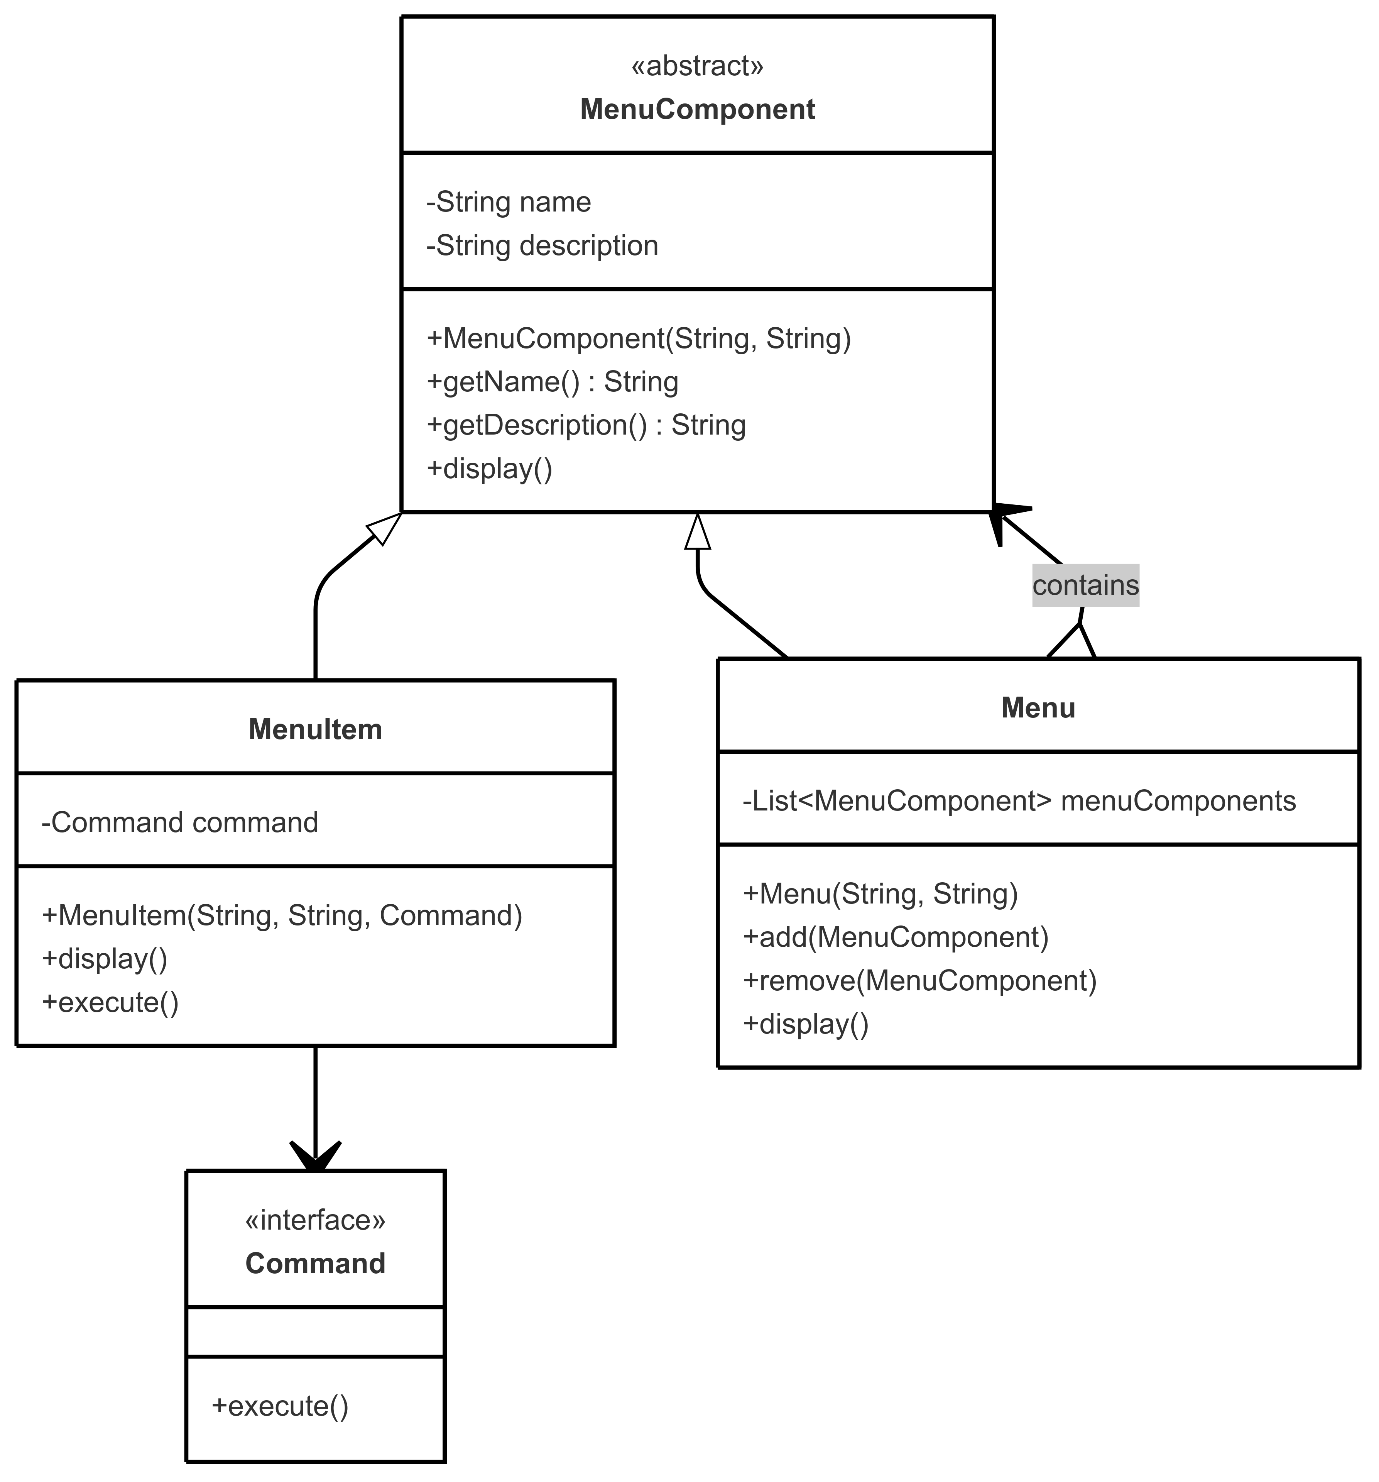 «abstract»
MenuComponent
-String name
-String description
+MenuComponent(String, String)
+getName() : String
+getDescription() : String
+display()
contains
MenuItem
-Command command
+MenuItem(String, String, Command)
+display()
+execute()
Menu
-List<MenuComponent> menuComponents
+Menu(String, String)
+add(MenuComponent)
+remove(MenuComponent)
+display()
«interface»
Command
+execute()